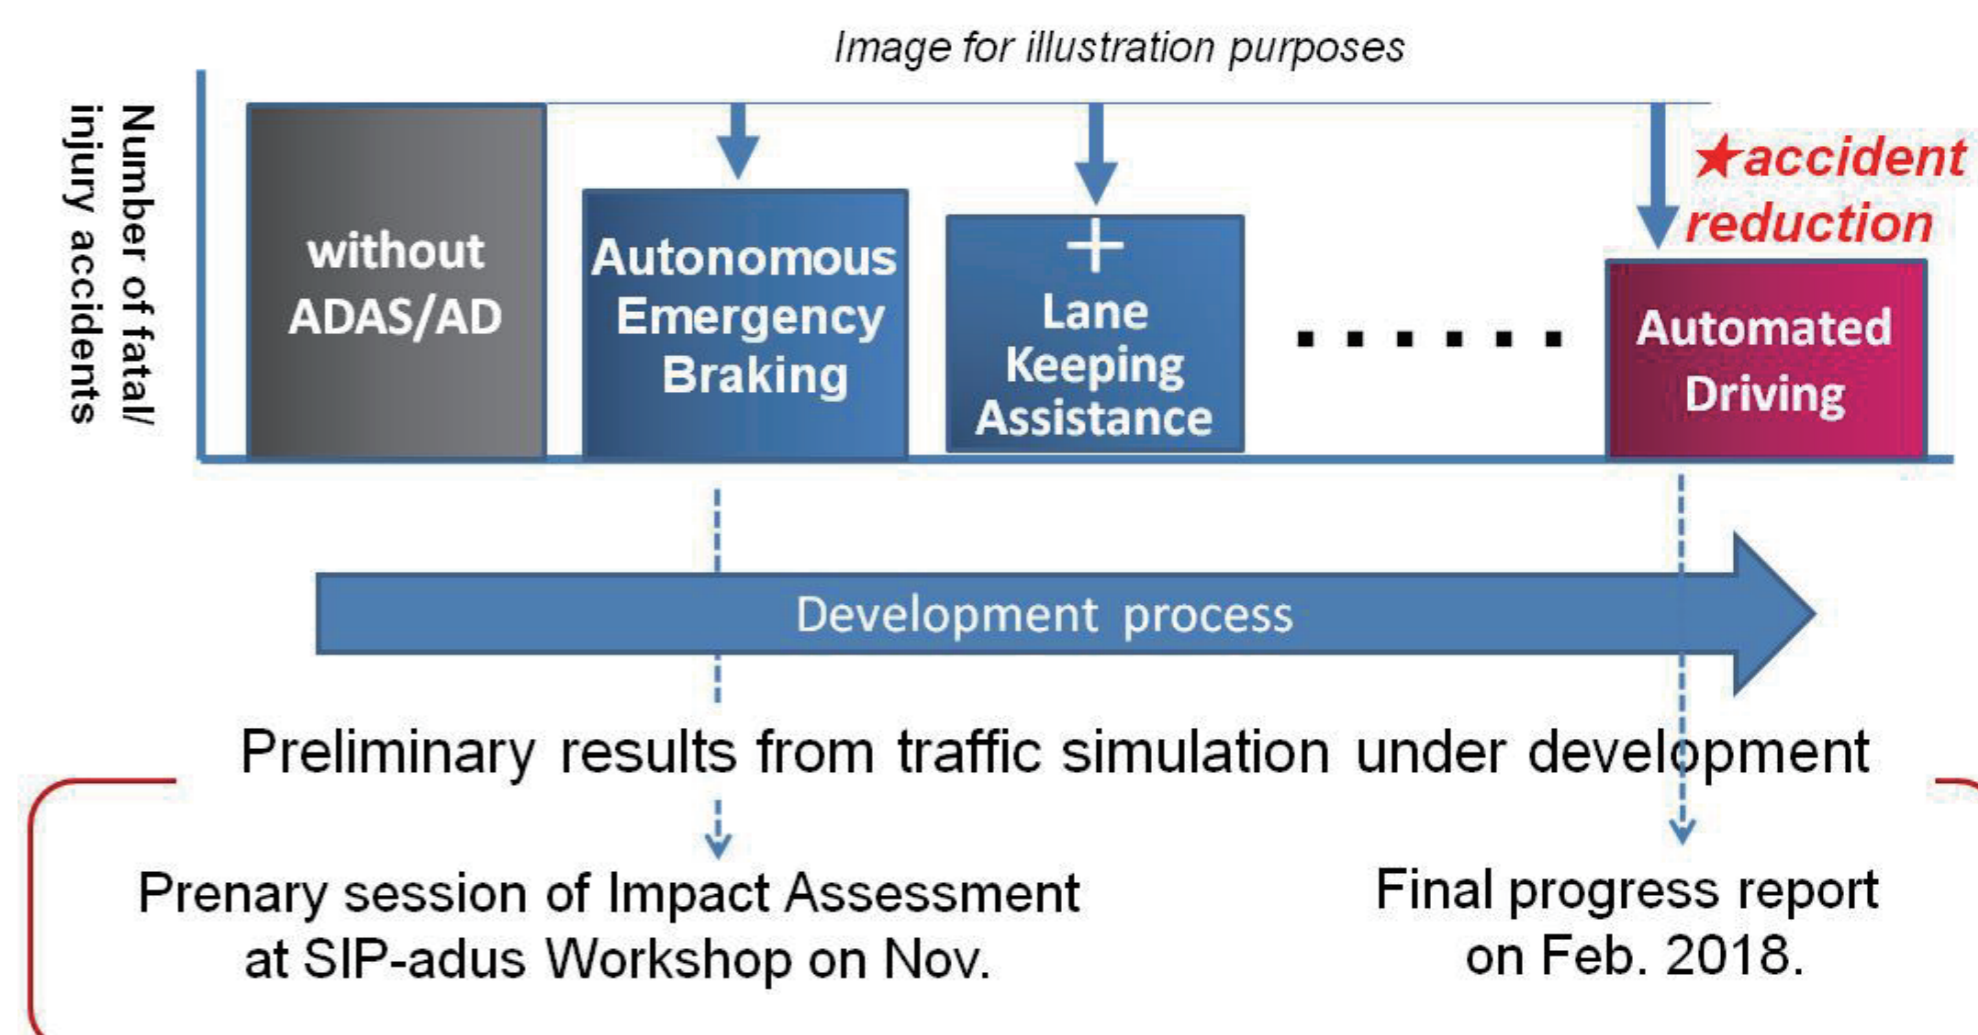 Image for illustration purposes
Number of fatal/
injury accidents
without
ADAS/AD
Autonomous
Emergency
Braking
+
Lane
Keeping
Assistance
......
★accident
reduction
Automated
Driving
Development process
Preliminary results from traffic simulation under development
Prenary session of Impact Assessment
at SIP-adus Workshop on Nov.
Final progress report
on Feb. 2018.